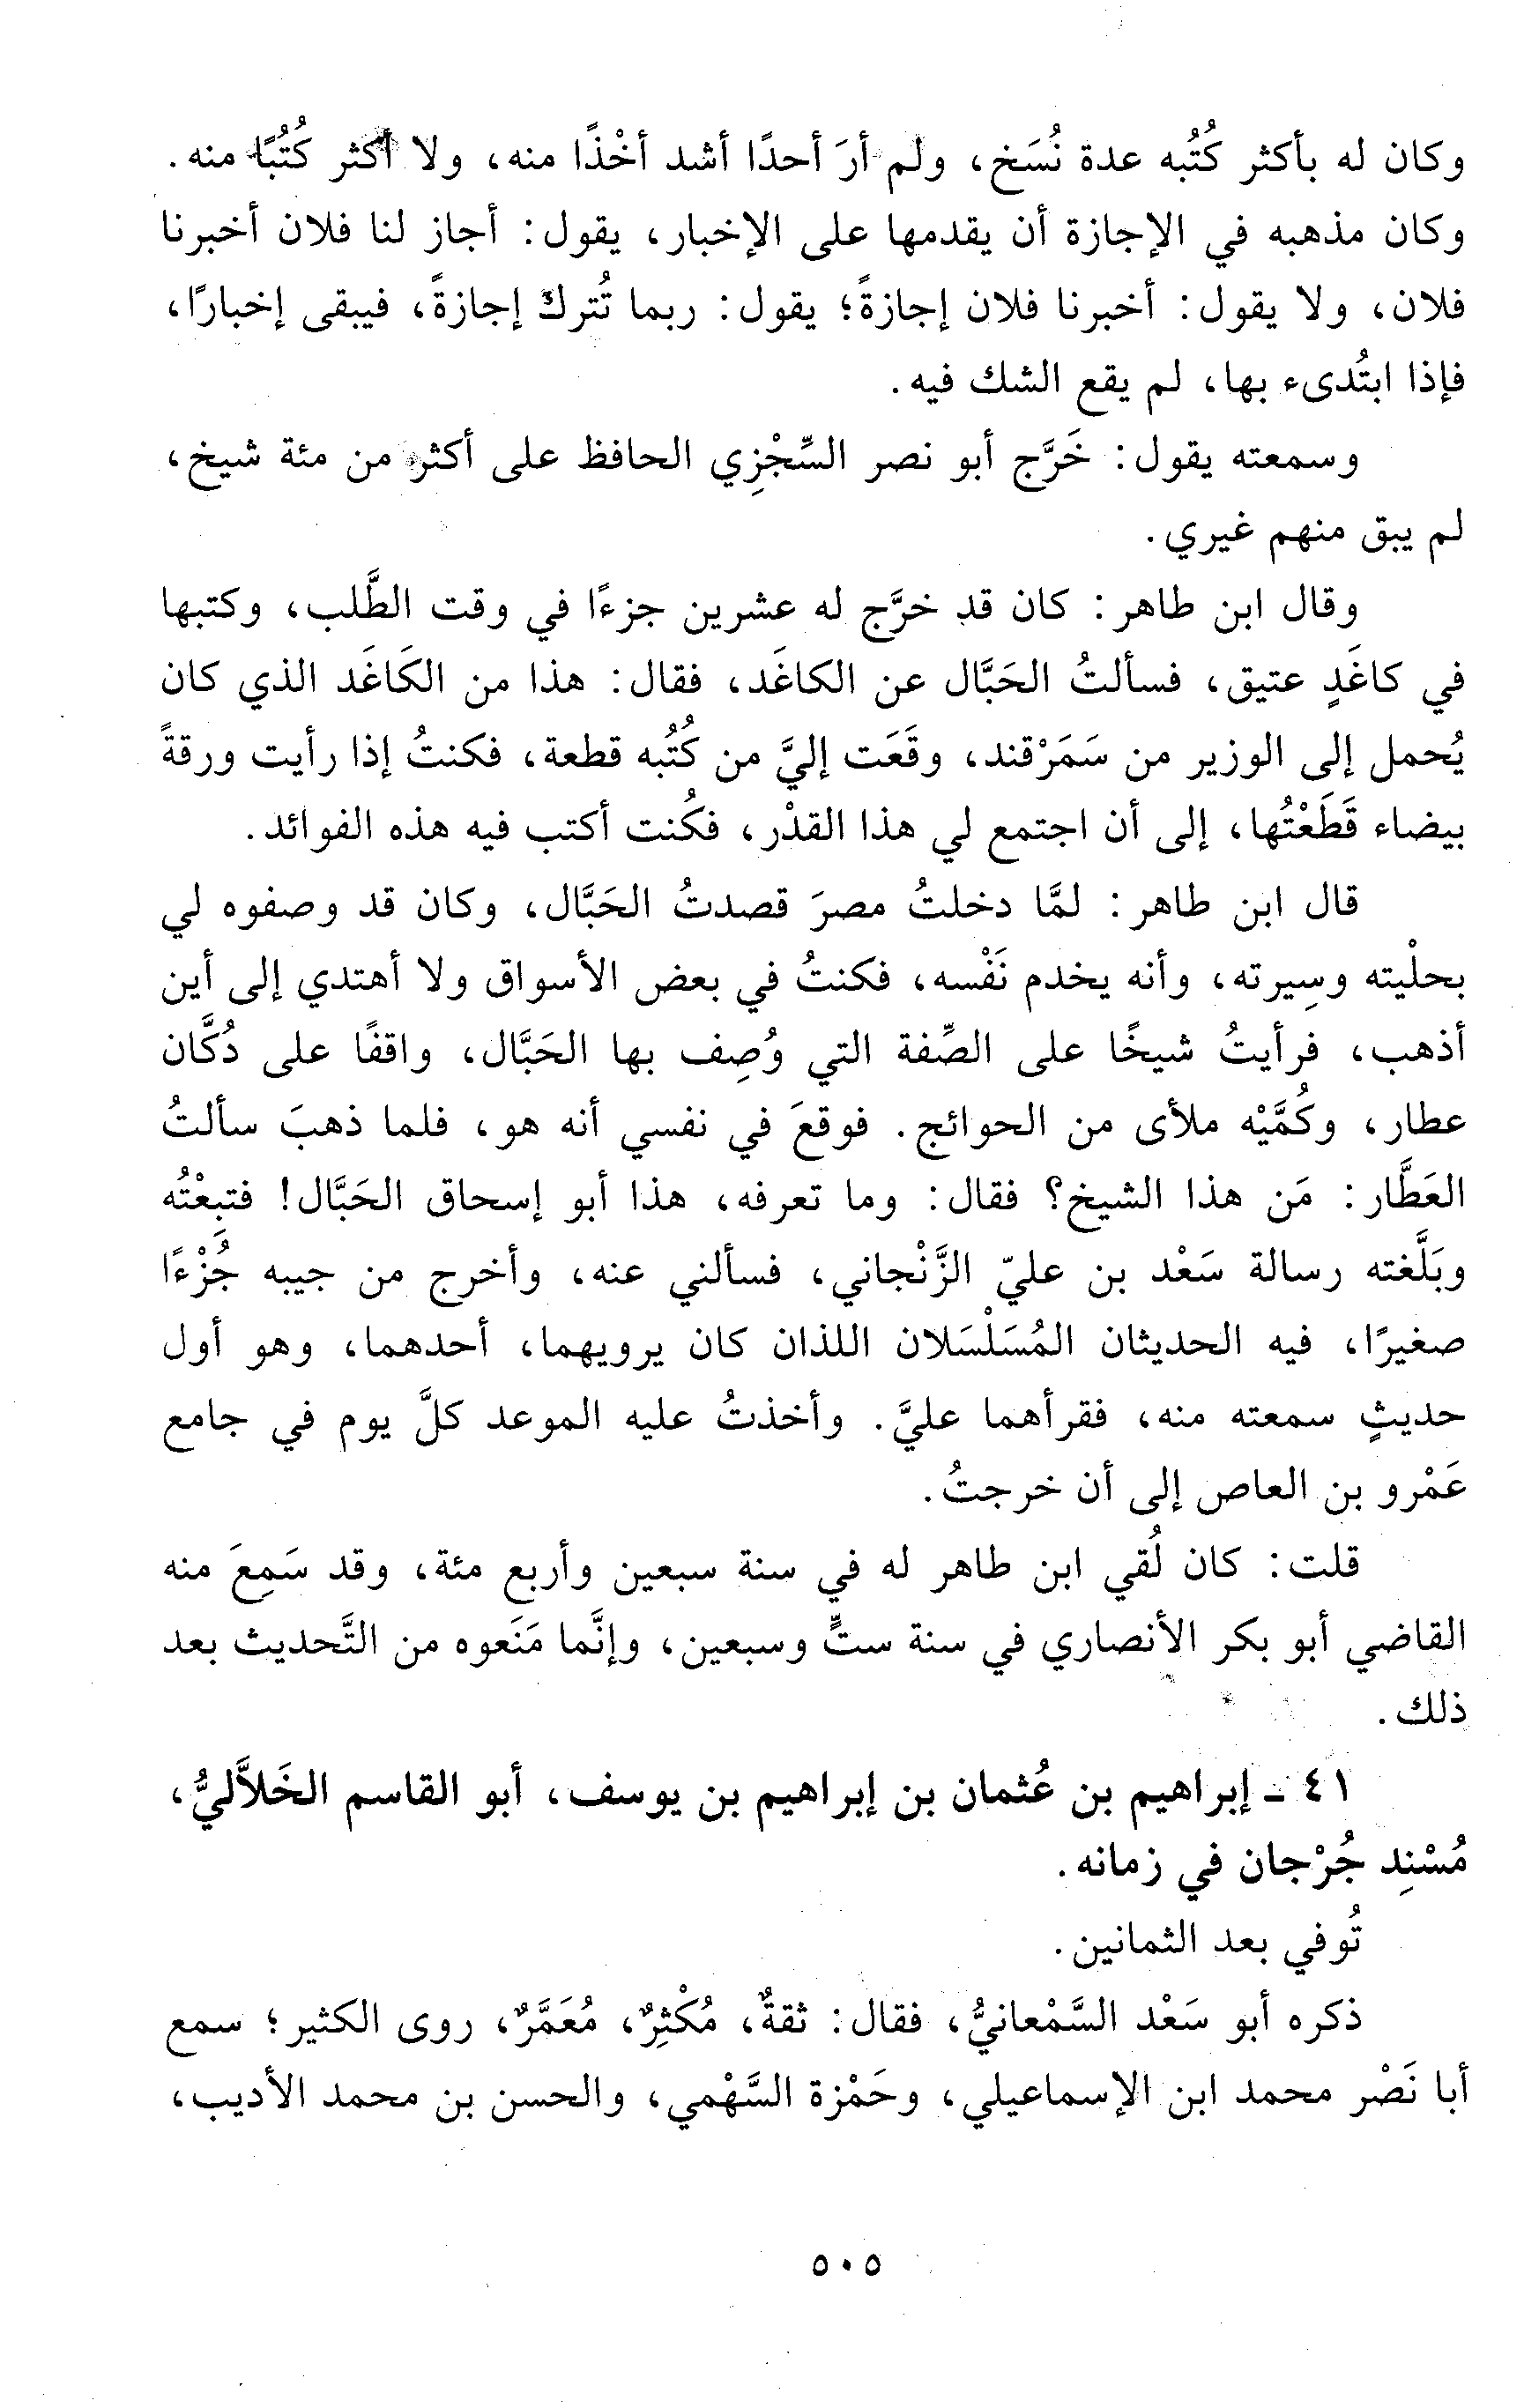 وكان له بأكثر كُتُبه عدة نُسَخ، ولم أرَ أحدًا أشد أخْذًا منه، ولا أكثر كُتُبًا منه.
وكان مذهبه في الإجازة أن يقدمها على الإخبار، يقول: أجاز لنا فلان أخبرنا
فلان، ولا يقول: أخبرنا فلان إجازةً؛ يقول: ربما تُترك إجازةً، فيبقى إخبارًا،
فإذا ابتُدىء بها، لم يقع الشك فيه.
وسمعته يقول: خَرَّج أبو نصر السِّجْزِي الحافظ على أكثر من مئة شيخ،
لم يبق منهم غيري.
وقال ابن طاهر: كان قد خرَّج له عشرين جزءًا في وقت الطَّلب، وكتبها
في كاغَدٍ عتيق، فسألتُ الحَبَّال عن الكاغَد، فقال: هذا من الكَاغَد الذي كان
يُحمل إلى الوزير من سَمَرْقند، وقَعَت إليَّ من كُتُبه قطعة، فكنتُ إذا رأيت ورقةً
بيضاء قَطَعْتُها، إلى أن اجتمع لي هذا القدْر، فكُنت أكتب فيه هذه الفوائد.
قال ابن طاهر: لمَّا دخلتُ مصرَ قصدتُ الحَبَّال، وكان قد وصفوه لي
بحلْيته وسِيرته، وأنه يخدم نَفْسه، فكنتُ في بعض الأسواق ولا أهتدي إلى أين
أذهب، فرأيتُ شيخًا على الصِّفة التي وُصِف بها الحَبَّال، واقفًا على دُكَّان
عطار، وكُمَّيْه ملأى من الحوائج. فوقعَ في نفسي أنه هو، فلما ذهبَ سألتُ
العَطَّار: مَن هذا الشيخ؟ فقال: وما تعرفه، هذا أبو إسحاق الحَبَّال! فتبِعْتُه
وبَلَّغته رسالة سَعْد بن عليّ الزَّنْجاني، فسألني عنه، وأخرج من جيبه جُزْءًا
صغيرًا، فيه الحديثان المُسَلْسَلان اللذان كان يرويهما، أحدهما، وهو أول
حديثٍ سمعته منه، فقرأهما عليَّ. وأخذتُ عليه الموعد كلَّ يوم في جامع
عَمْرو بن العاص إلى أن خرجتُ.
قلت: كان لُقي ابن طاهر له في سنة سبعين وأربع مئة، وقد سَمِعَ منه
القاضي أبو بكر الأنصاري في سنة ستٍّ وسبعين، وإنَّما مَنَعوه من التَّحديث بعد
ذلك.
٤١ - إبراهيم بن عُثمان بن إبراهيم بن يوسف، أبو القاسم الخَلاَّليُّ،
مُسْنِد جُرْجان في زمانه.
تُوفي بعد الثمانين.
ذكره أبو سَعْد السَّمْعانيُّ، فقال: ثقةٌ، مُكْثِرٌ، مُعَمَّرٌ، روى الكثير؛ سمع
أبا نَصْر محمد ابن الإسماعيلي، وحَمْزة السَّهْمي، والحسن بن محمد الأديب،
٥٠٥